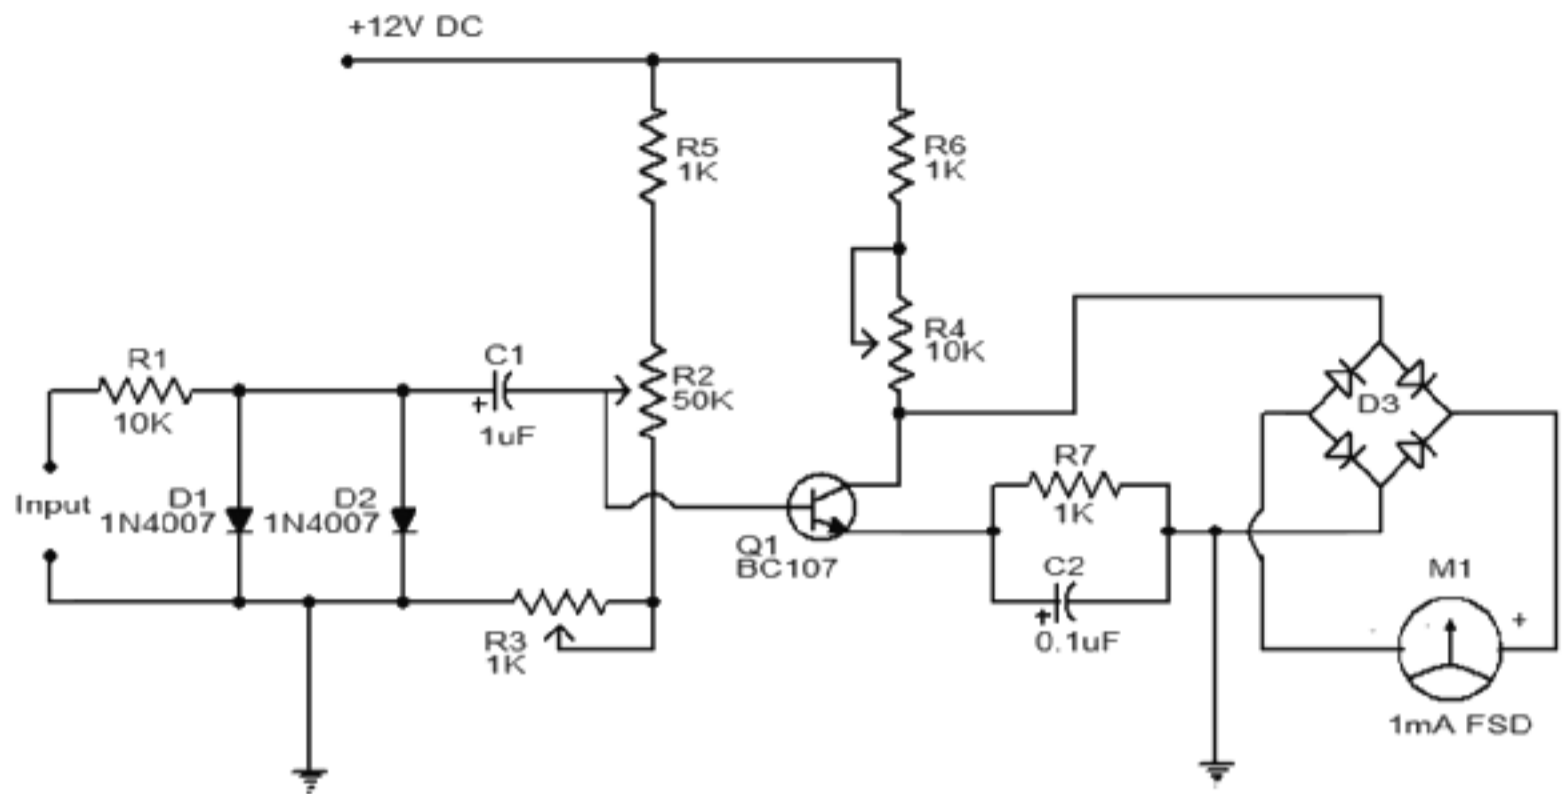 +12V DC
R5
1K
R6
1K
R1
10K
C1
+
1uF
R2
50K
R4
10K
D3
Input
D1
1N4007
D2
1N4007
R7
1K
Q1
BC107
C2
+
0.1uF
R3
1K
M1
+
1mA FSD